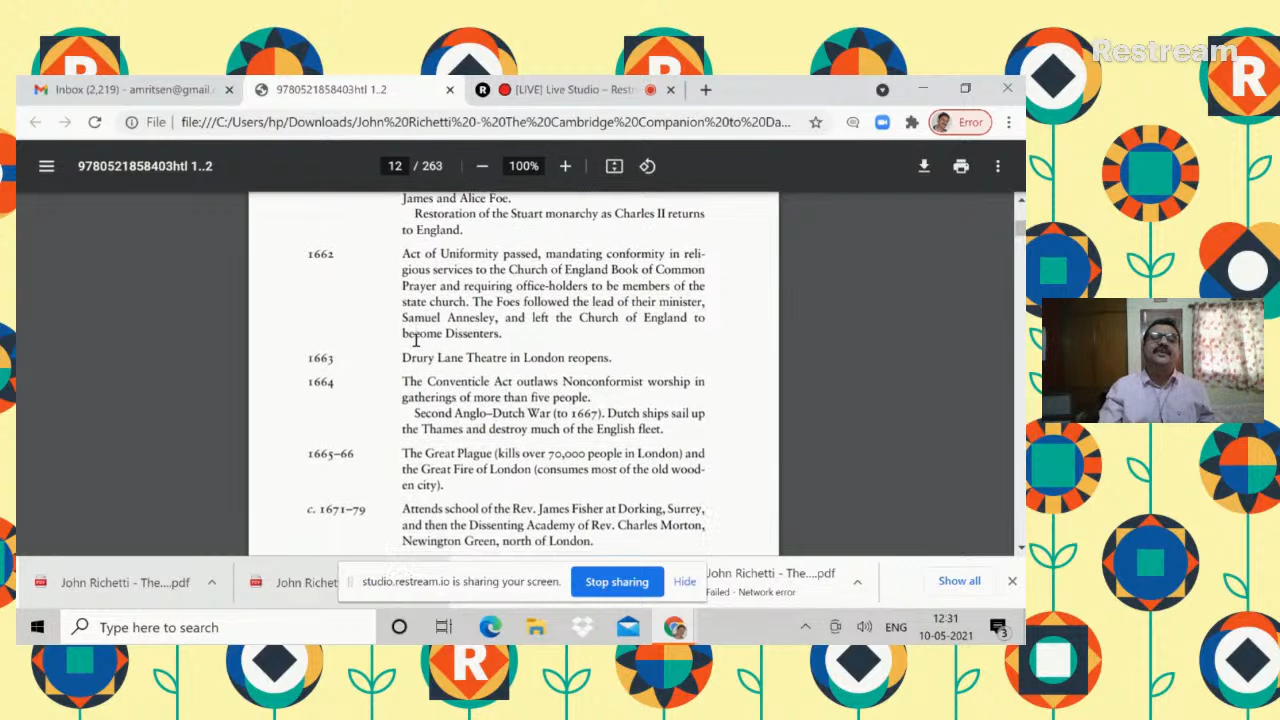 Restream
R
R
R
Inbox (2,219) - amritsen@gmail.
9780521858403htl 1..2
R
[LIVE] Live Studio – Restr
File
file:///C:/Users/hp/Downloads/John%20Richetti%20-%20The%20Cambridge%20Companion%20to%20Da...
Error
9780521858403htl 1..2
12 / 263
100%
James and Alice Foe.
Restoration of the Stuart monarchy as Charles II returns
to England.
1662
Act of Uniformity passed, mandating conformity in reli-
gious services to the Church of England Book of Common
Prayer and requiring office-holders to be members of the
state church. The Foes followed the lead of their minister,
Samuel Annesley, and left the Church of England to
become Dissenters.
1663
Drury Lane Theatre in London reopens.
1664
The Conventicle Act outlaws Nonconformist worship in
gatherings of more than five people.
Second Anglo–Dutch War (to 1667). Dutch ships sail up
the Thames and destroy much of the English fleet.
1665–66
The Great Plague (kills over 70,000 people in London) and
the Great Fire of London (consumes most of the old wood-
en city).
c. 1671–79
Attends school of the Rev. James Fisher at Dorking, Surrey,
and then the Dissenting Academy of Rev. Charles Morton,
Newington Green, north of London.
John Richetti - The....pdf
John Richet
studio.restream.io is sharing your screen.
Stop sharing
Hide
John Richetti - The....pdf
Failed - Network error
Show all
Type here to search
ENG
12:31
10-05-2021
3
R